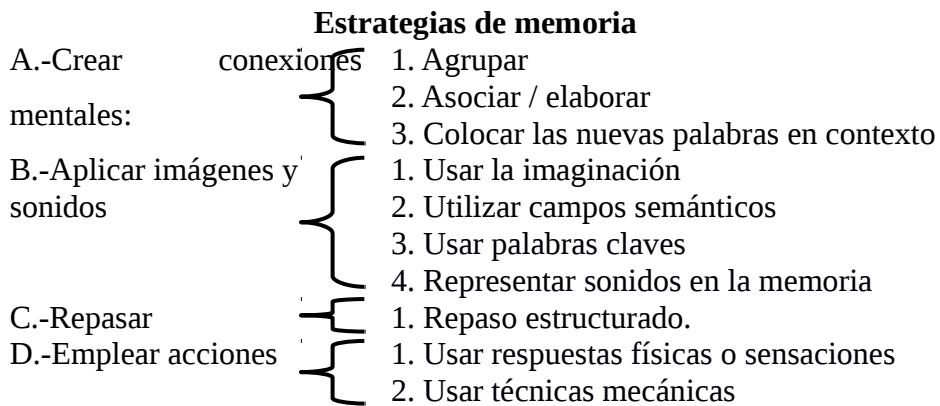 Estrategias de memoria
A.-Crear conexiones
mentales:
1. Agrupar
2. Asociar / elaborar
3. Colocar las nuevas palabras en contexto
B.-Aplicar imágenes y
sonidos
1. Usar la imaginación
2. Utilizar campos semánticos
3. Usar palabras claves
4. Representar sonidos en la memoria
C.-Repasar
1. Repaso estructurado.
D.-Emplear acciones
1. Usar respuestas físicas o sensaciones
2. Usar técnicas mecánicas